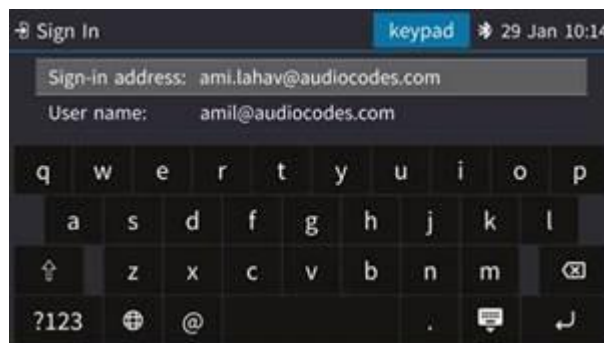 Sign In keypad 29 Jan 10:14
Sign-in address: ami.lahav@audiocodes.com
User name: amil@audiocodes.com
q w e r t y u i o p
a s d f g h j k l
z x c v b n m
?123 @ .